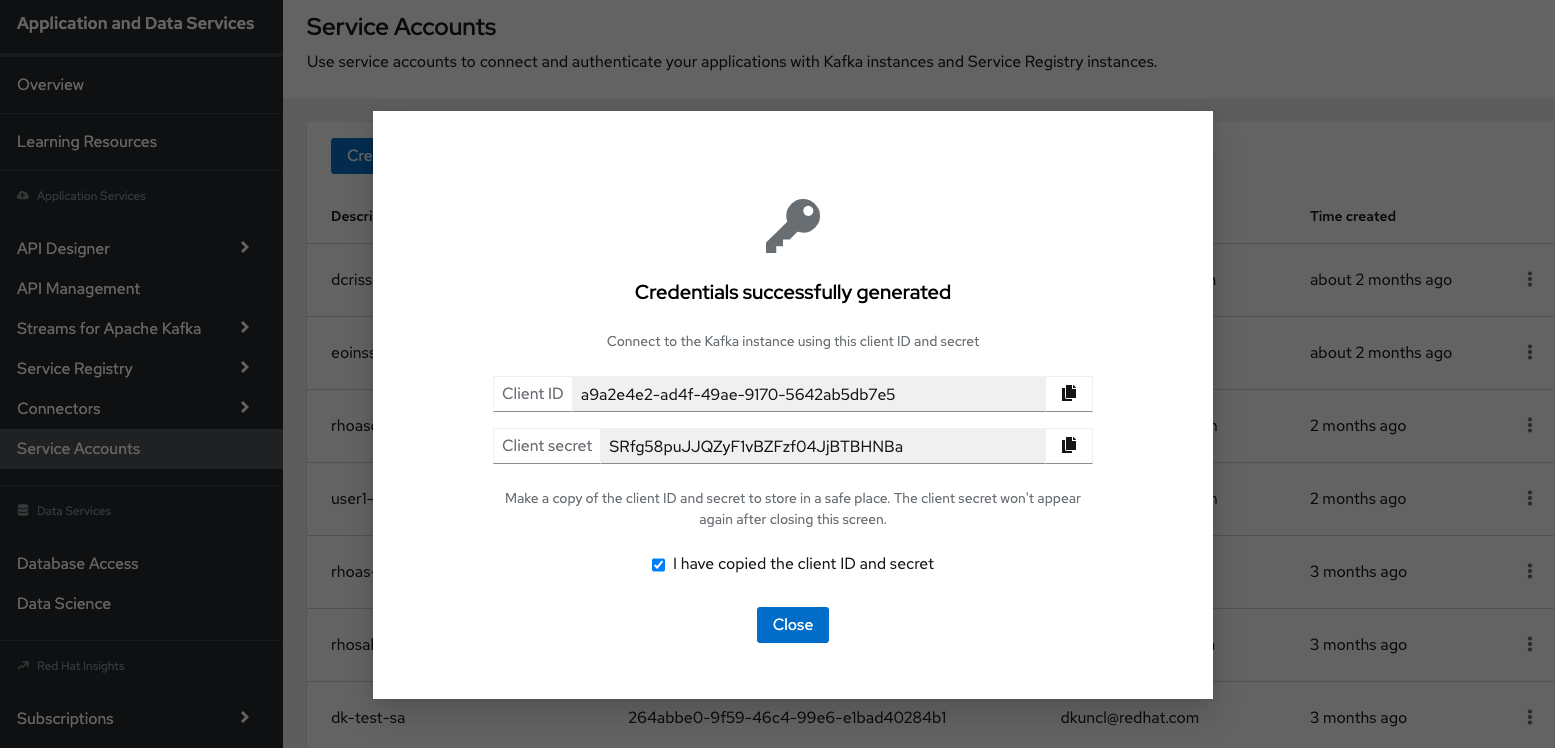 Application and Data Services
Overview
Learning Resources
Application Services
API Designer
API Management
Streams for Apache Kafka
Service Registry
Connectors
Service Accounts
Data Services
Database Access
Data Science
Red Hat Insights
Subscriptions
Service Accounts
Use service accounts to connect and authenticate your applications with Kafka instances and Service Registry instances.
Cre
Descri
Time created
dcriss
about 2 months ago
eoinss
about 2 months ago
rhoase
2 months ago
user1-
2 months ago
rhoas-
3 months ago
rhosal
3 months ago
dk-test-sa 264abbe0-9f59-46c4-99e6-e1bad40284b1 dkuncl@redhat.com 3 months ago
Credentials successfully generated
Connect to the Kafka instance using this client ID and secret
Client ID a9a2e4e2-ad4f-49ae-9170-5642ab5db7e5
Client secret SRfg58puJJQZyF1vBZFzf04JjBTBHNBa
Make a copy of the client ID and secret to store in a safe place. The client secret won't appear
again after closing this screen.
I have copied the client ID and secret
Close